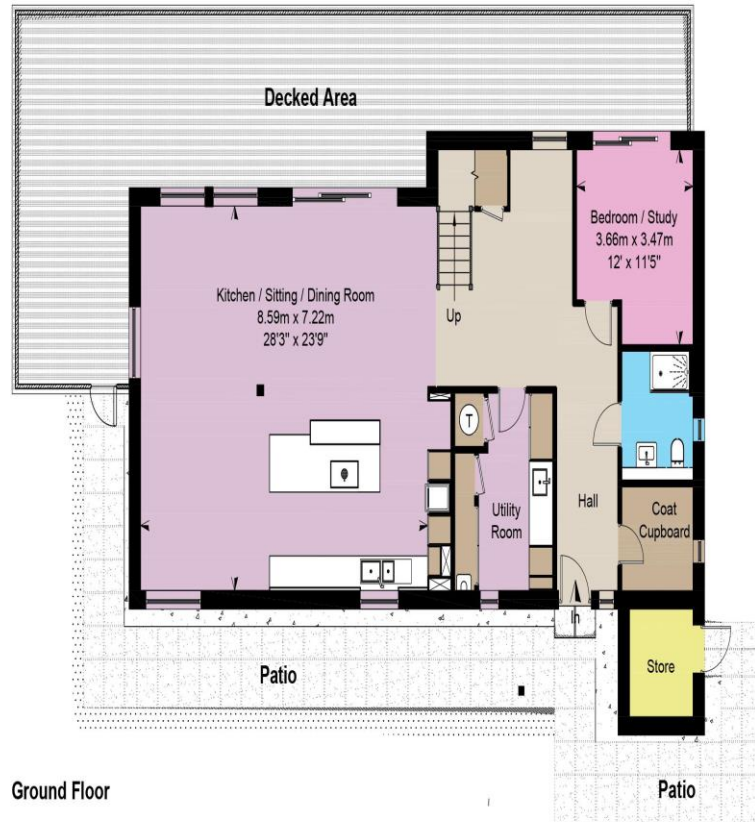 Decked Area
Bedroom / Study
3.66m x 3.47m
12' x 11'5"
Kitchen / Sitting / Dining Room
8.59m x 7.22m
28'3" x 23'9"
Up
T
Utility
Room
Hall
Coat
Cupboard
In
Store
Patio
Ground Floor
Patio